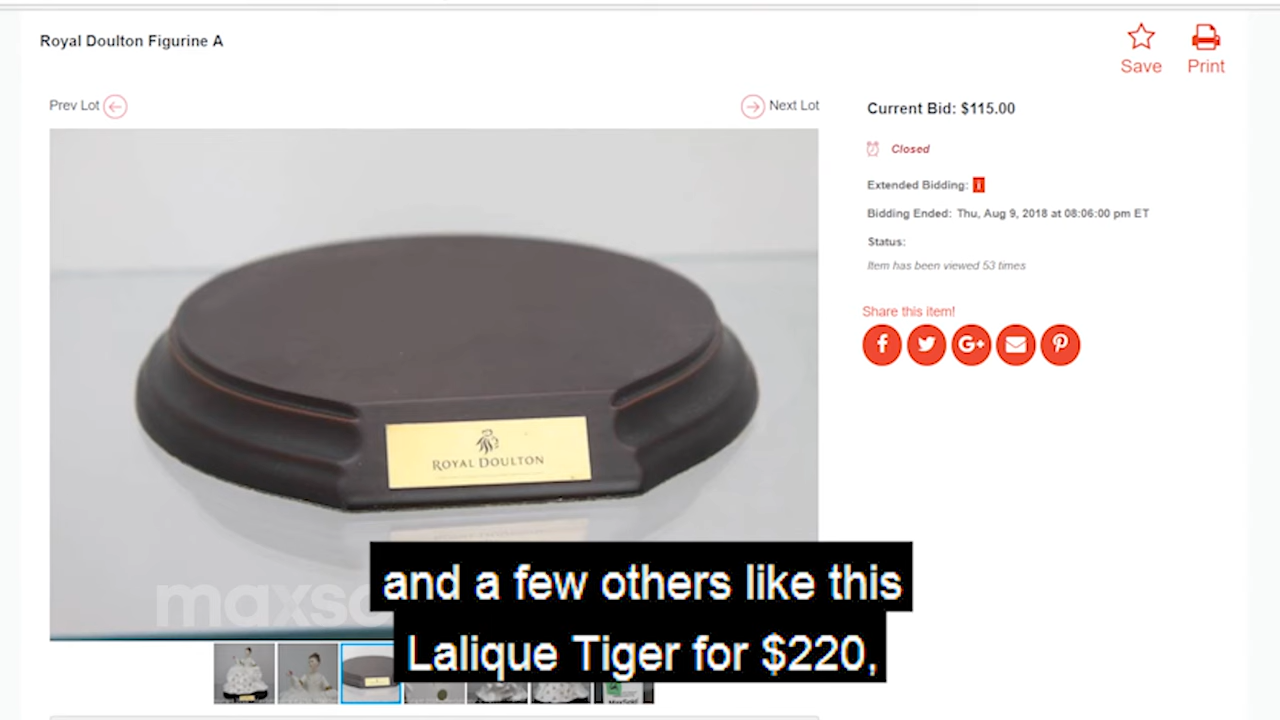 Royal Doulton Figurine A
Save
Print
Prev Lot
Next Lot
Current Bid: $115.00
Closed
Extended Bidding:
Bidding Ended: Thu, Aug 9, 2018 at 08:06:00 pm ET
Status:
Item has been viewed 53 times
Share this item!
ROYAL DOULTON
and a few others like this
Lalique Tiger for $220,